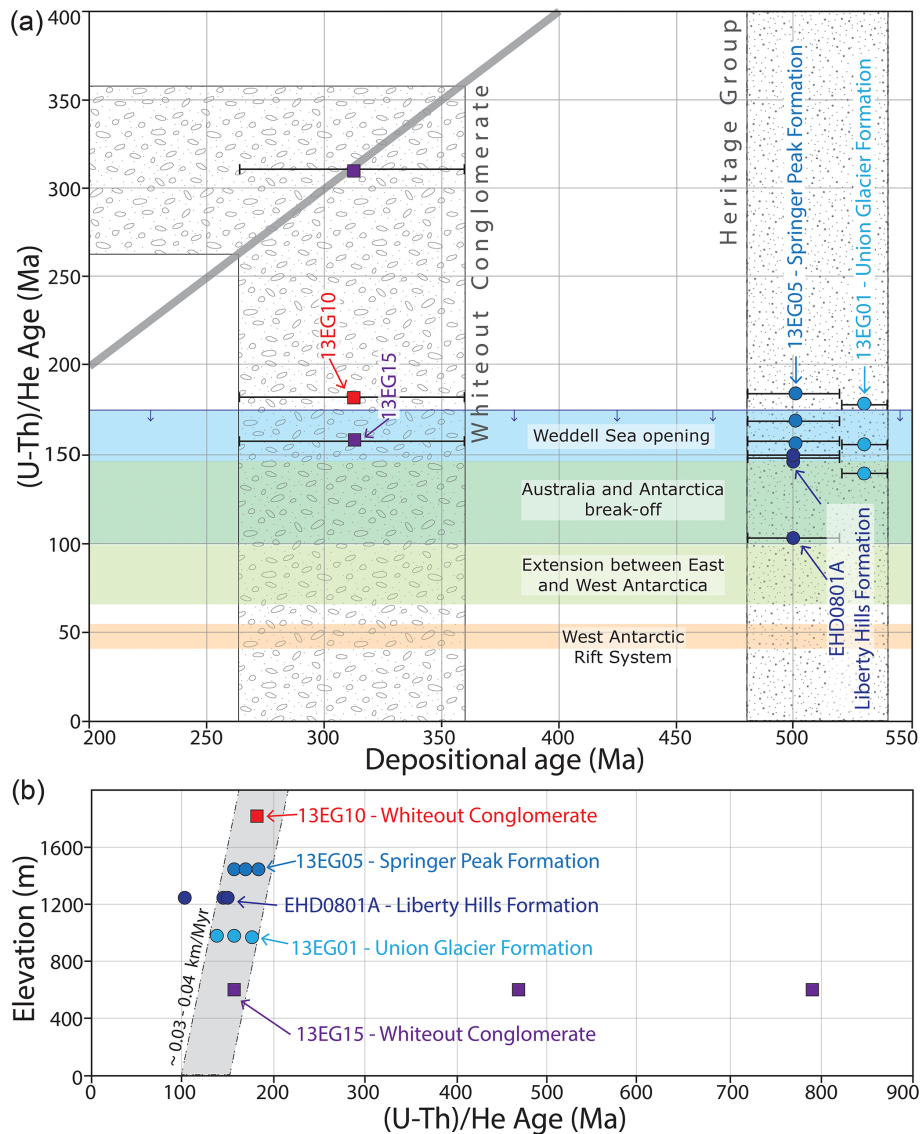 (a)
400
350
300
250
200
150
100
50
0
(U-Th)/He Age (Ma)
Whiteout Conglomerate
Heritage Group
13EG05 - Springer Peak Formation
13EG01 - Union Glacier Formation
13EG10
13EG15
Weddell Sea opening
Australia and Antarctica
break-off
Extension between East
and West Antarctica
West Antarctic
Rift System
EHD0801A
Liberty Hills Formation
200 250 300 350 400 450 500 550
Depositional age (Ma)
(b)
1600
1200
800
400
0
Elevation (m)
~ 0.03 - 0.04 km/Myr
13EG10 - Whiteout Conglomerate
13EG05 - Springer Peak Formation
EHD0801A - Liberty Hills Formation
13EG01 - Union Glacier Formation
13EG15 - Whiteout Conglomerate
0 100 200 300 400 500 600 700 800 900
(U-Th)/He Age (Ma)